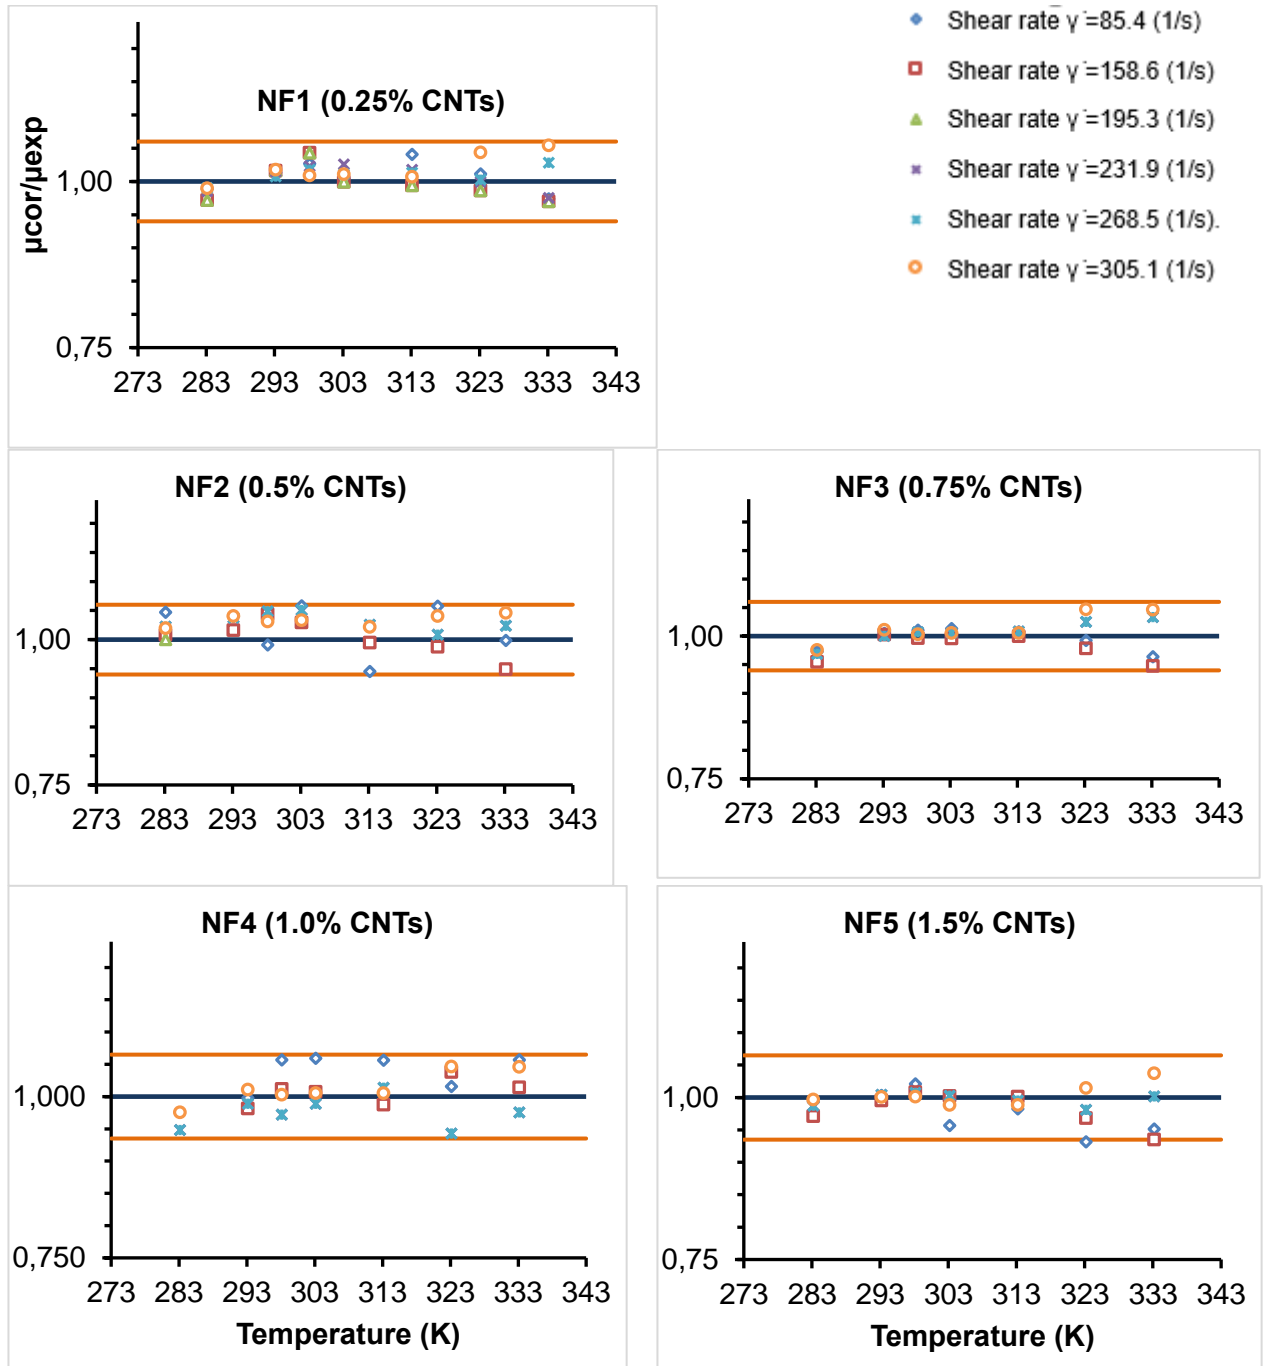 NF1 (0.25% CNTs)
μcor/μexp
1,00
0,75
273 283 293 303 313 323 333 343
Shear rate γ˙=85.4 (1/s)
Shear rate γ˙=158.6 (1/s)
Shear rate γ˙=195.3 (1/s)
Shear rate γ˙=231.9 (1/s)
Shear rate γ˙=268.5 (1/s).
Shear rate γ˙=305.1 (1/s)
NF2 (0.5% CNTs)
1,00
0,75
273 283 293 303 313 323 333 343
NF3 (0.75% CNTs)
1,00
0,75
273 283 293 303 313 323 333 343
NF4 (1.0% CNTs)
1,000
0,750
273 283 293 303 313 323 333 343
Temperature (K)
NF5 (1.5% CNTs)
1,00
0,75
273 283 293 303 313 323 333 343
Temperature (K)